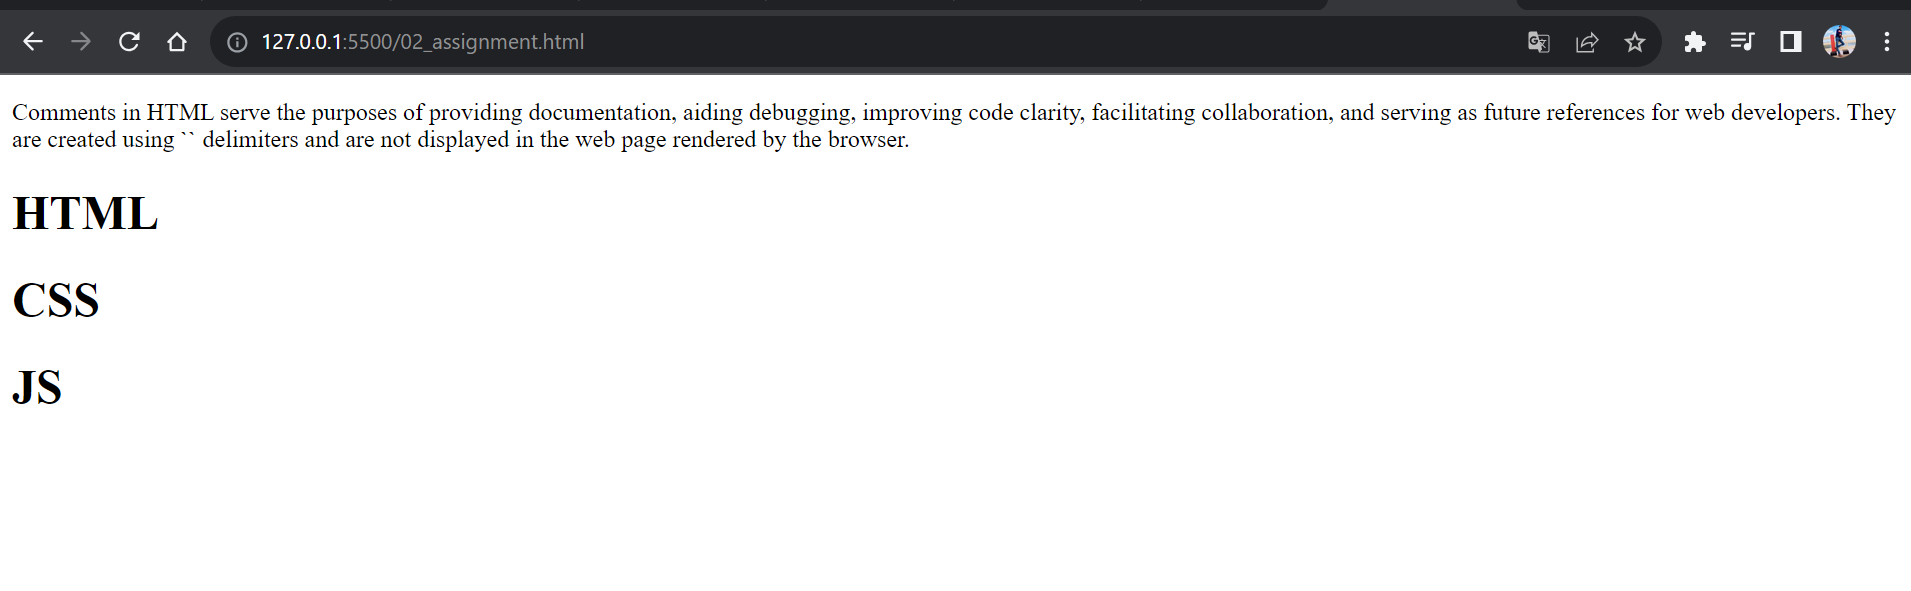 127.0.0.1:5500/02_assignment.html
Comments in HTML serve the purposes of providing documentation, aiding debugging, improving code clarity, facilitating collaboration, and serving as future references for web developers. They
are created using `` delimiters and are not displayed in the web page rendered by the browser.
HTML
CSS
JS